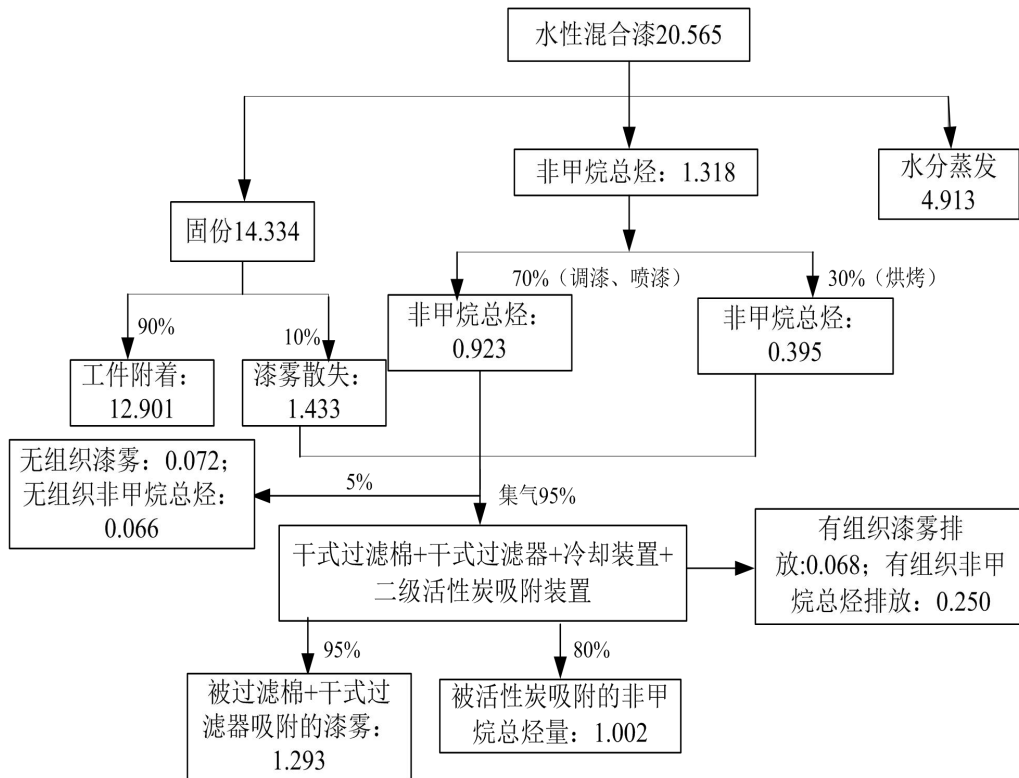 水性混合漆20.565
非甲烷总烃：1.318
水分蒸发
4.913
固份14.334
70%（调漆、喷漆）
30%（烘烤）
非甲烷总烃：
0.923
非甲烷总烃：
0.395
90%
10%
工件附着：
12.901
漆雾散失：
1.433
无组织漆雾：0.072；
无组织非甲烷总烃：
0.066
5%
集气95%
干式过滤棉+干式过滤器+冷却装置+
二级活性炭吸附装置
有组织漆雾排
放:0.068；有组织非甲
烷总烃排放：0.250
95%
80%
被过滤棉+干式过
滤器吸附的漆雾：
1.293
被活性炭吸附的非甲
烷总烃量：1.002